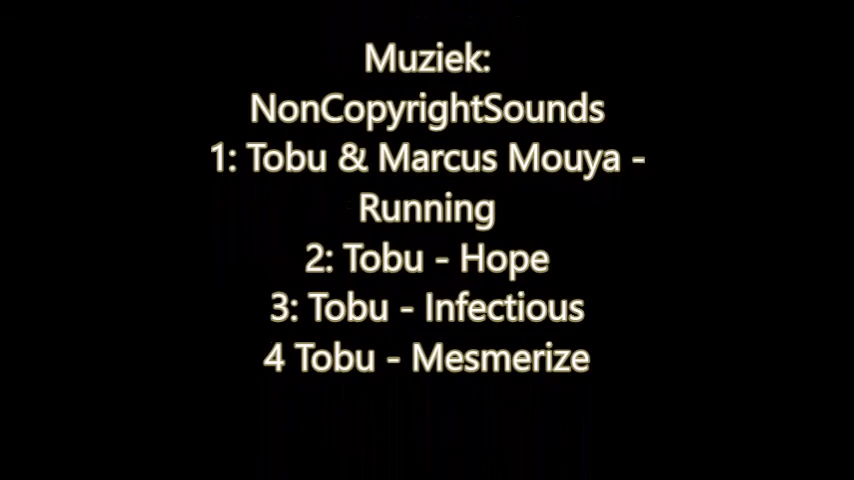 Muziek:
NonCopyrightSounds
1: Tobu & Marcus Mouya -
Running
2: Tobu - Hope
3: Tobu - Infectious
4 Tobu - Mesmerize